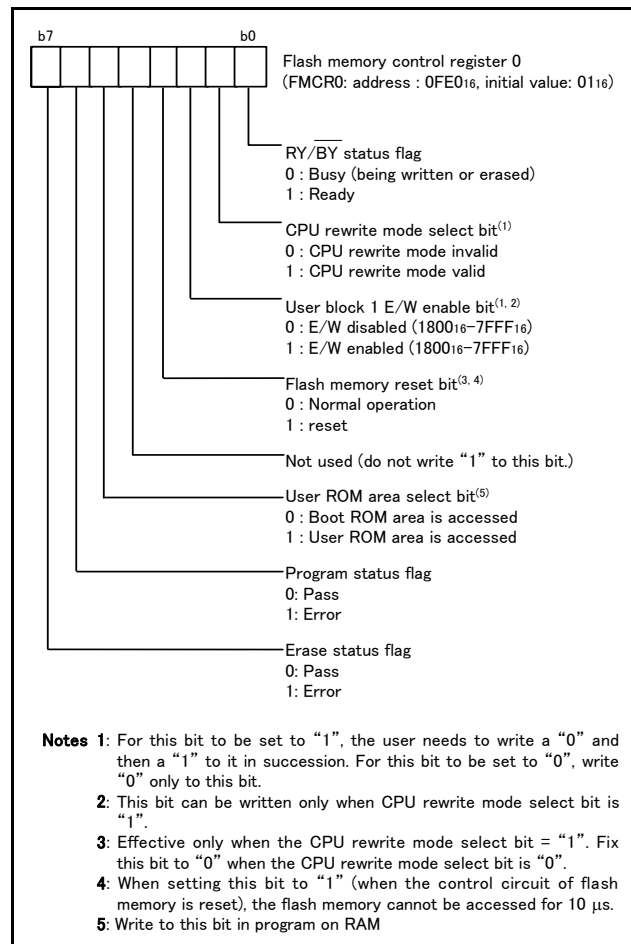 b7 b0
Flash memory control register 0
(FMCR0: address : 0FE016, initial value: 0116)
RY/BY status flag
0 : Busy (being written or erased)
1 : Ready
CPU rewrite mode select bit(1)
0 : CPU rewrite mode invalid
1 : CPU rewrite mode valid
User block 1 E/W enable bit(1, 2)
0 : E/W disabled (180016-7FFF16)
1 : E/W enabled (180016-7FFF16)
Flash memory reset bit(3, 4)
0 : Normal operation
1 : reset
Not used (do not write “1” to this bit.)
User ROM area select bit(5)
0 : Boot ROM area is accessed
1 : User ROM area is accessed
Program status flag
0: Pass
1: Error
Erase status flag
0: Pass
1: Error
Notes 1: For this bit to be set to “1”, the user needs to write a “0” and
then a “1” to it in succession. For this bit to be set to “0”, write
“0” only to this bit.
2: This bit can be written only when CPU rewrite mode select bit is
“1”.
3: Effective only when the CPU rewrite mode select bit = “1”. Fix
this bit to “0” when the CPU rewrite mode select bit is “0”.
4: When setting this bit to “1” (when the control circuit of flash
memory is reset), the flash memory cannot be accessed for 10 μs.
5: Write to this bit in program on RAM